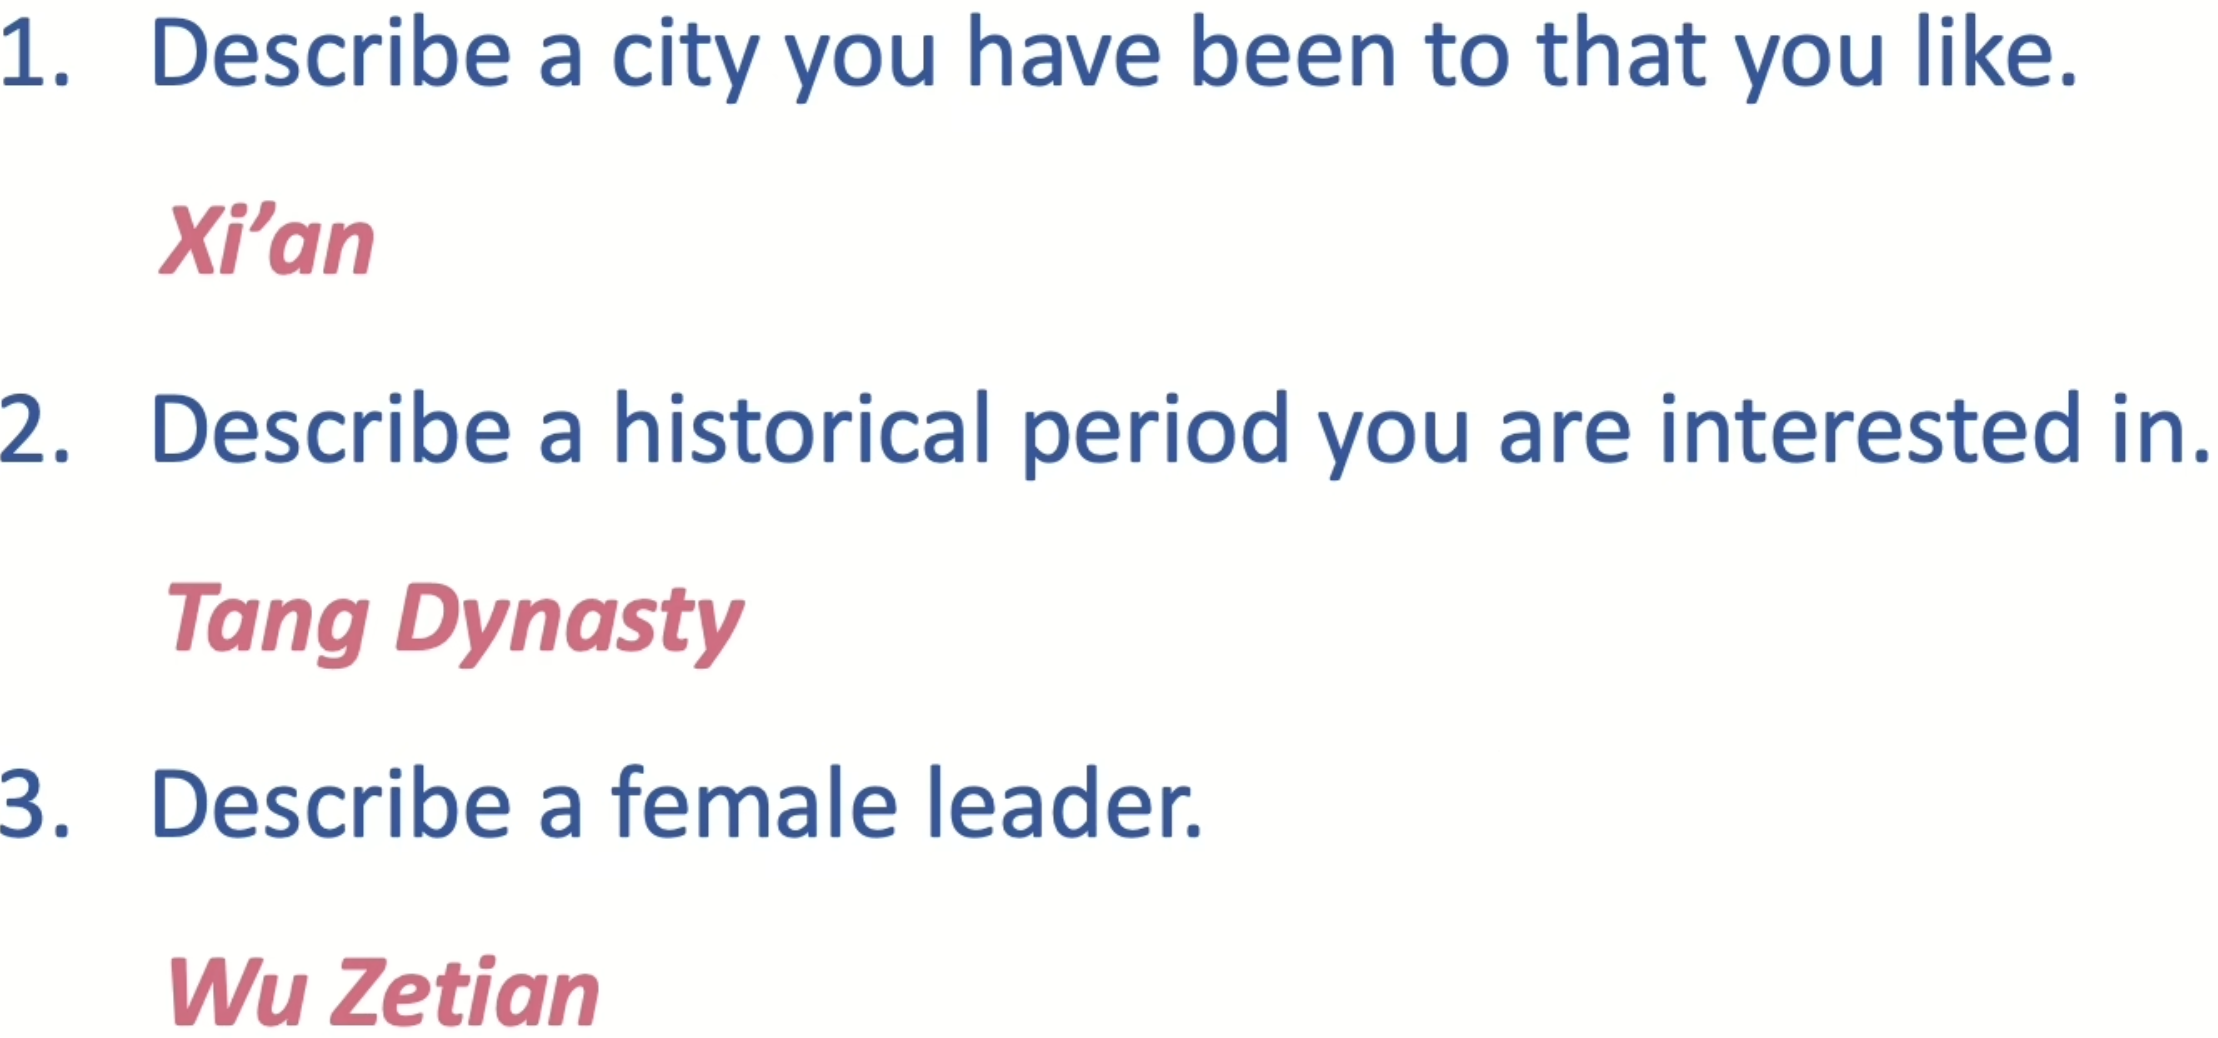 1. Describe a city you have been to that you like.
Xi’an
2. Describe a historical period you are interested in.
Tang Dynasty
3. Describe a female leader.
Wu Zetian